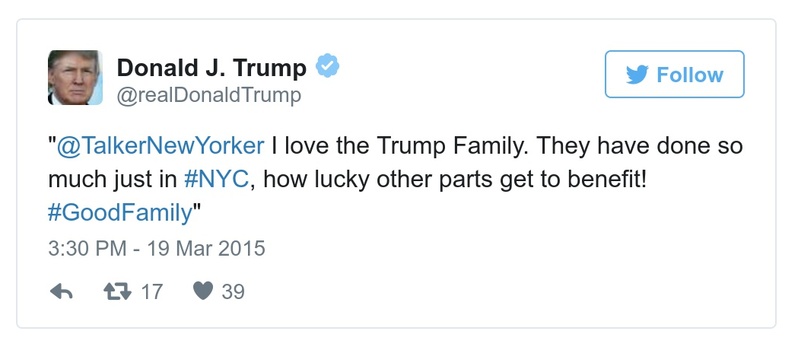 Donald J. Trump
@realDonaldTrump
Follow
"@TalkerNewYorker I love the Trump Family. They have done so
much just in #NYC, how lucky other parts get to benefit!
#GoodFamily"
3:30 PM - 19 Mar 2015
17 39